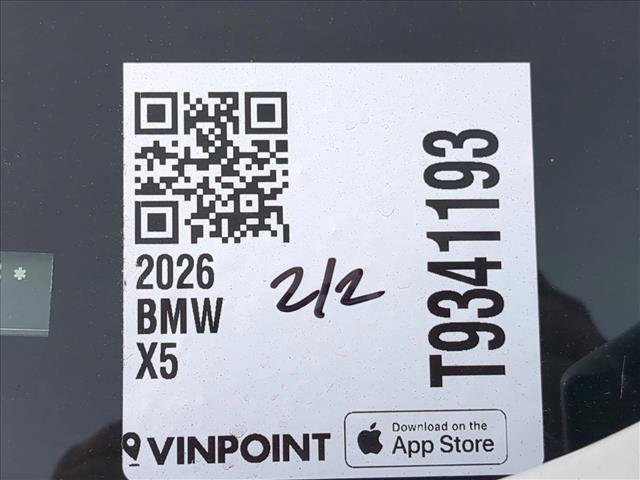 2026
BMW
X5
2/2
T9341193
VINPOINT
Download on the
App Store
*